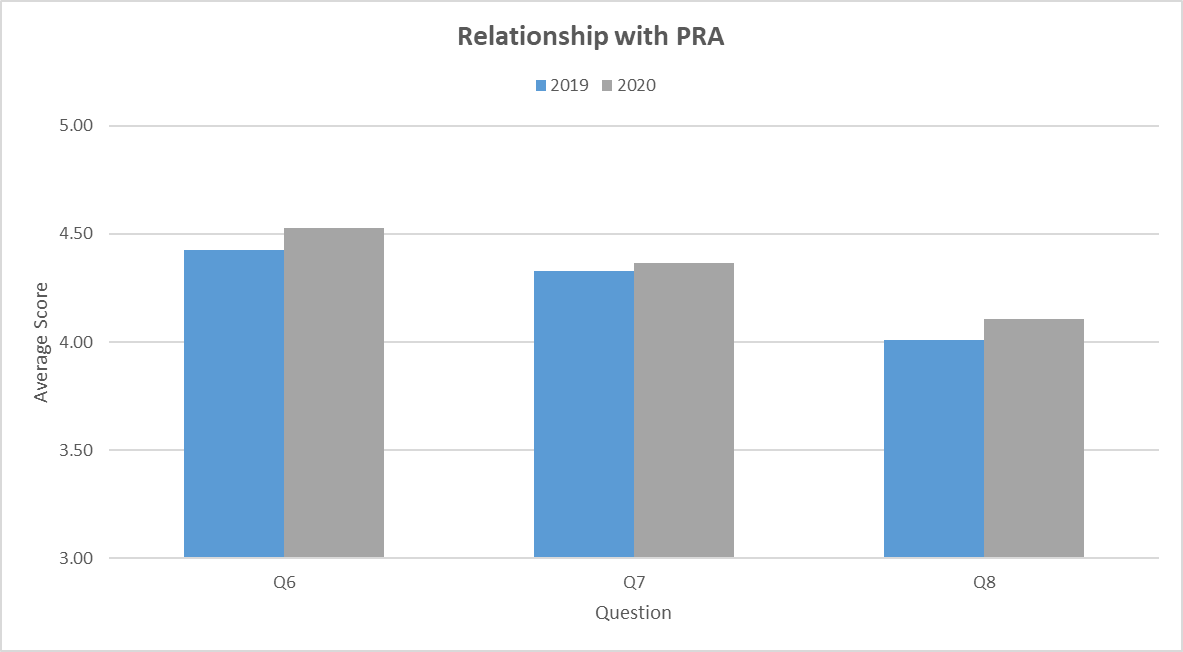 Relationship with PRA
2019 2020
5.00
4.50
4.00
3.50
3.00
Average Score
Q6 Q7 Q8
Question